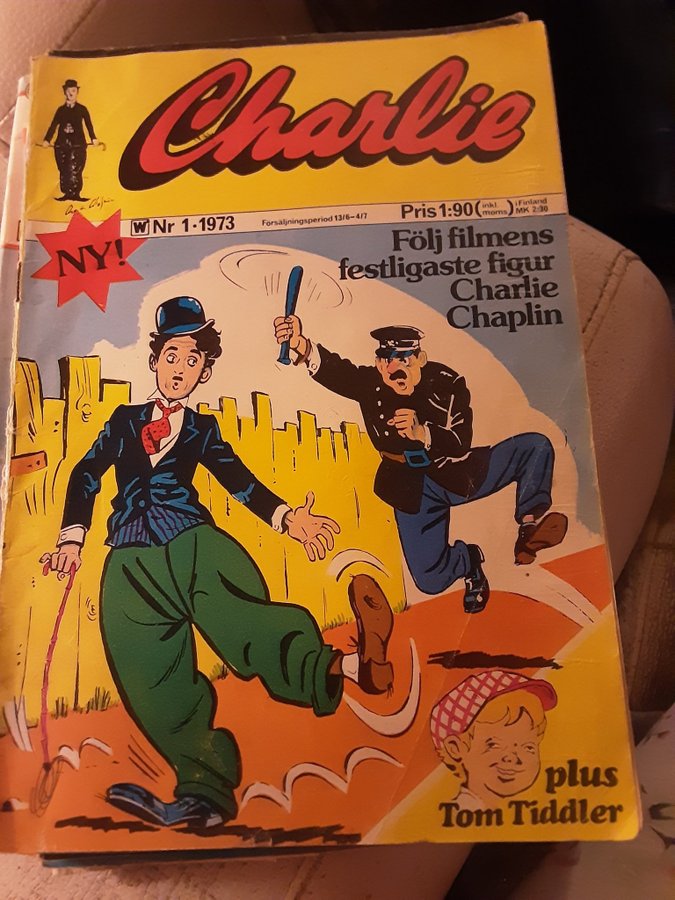 Charlie
W Nr 1·1973 Försäljningsperiod 13/6–4/7 Pris 1:90 (inkl. moms) i Finland MK 2:30
NY!
Följ filmens
festligaste figur
Charlie
Chaplin
plus
Tom Tiddler